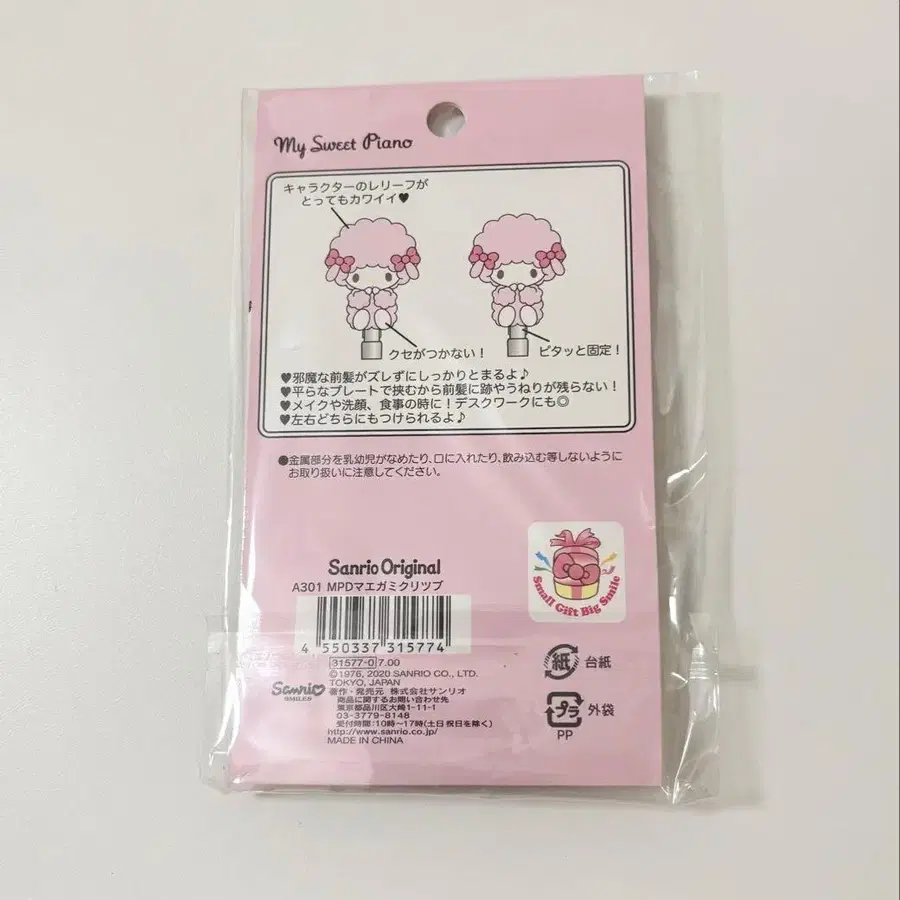 My Sweet Piano
キャラクターのレリーフが
とってもカワイイ♥
クセがつかない！
ピタッと固定！
♥邪魔な前髪がズレずにしっかりとまるよ♪
♥平らなプレートで挟むから前髪に跡やうねりが残らない！
♥メイクや洗顔、食事の時に！デスクワークにも◎
♥左右どちらにもつけられるよ♪
●金属部分を乳幼児がなめたり、口に入れたり、飲み込む等しないように
お取り扱いに注意してください。
Small Gift Big Smile
Sanrio Original
A301 MPDマエガミクリツプ
4 550337 315774
31577-0 7.00
©1976, 2020 SANRIO CO., LTD.
TOKYO, JAPAN
著作・発売元 株式会社サンリオ
商品に関するお問い合わせ先
東京都品川区大崎1-11-1
03-3779-8148
受付時間:10時〜17時(土日祝日を除く)
http://www.sanrio.co.jp/
MADE IN CHINA
Sanrio
SMILES
紙 台紙
プラ 外袋
PP